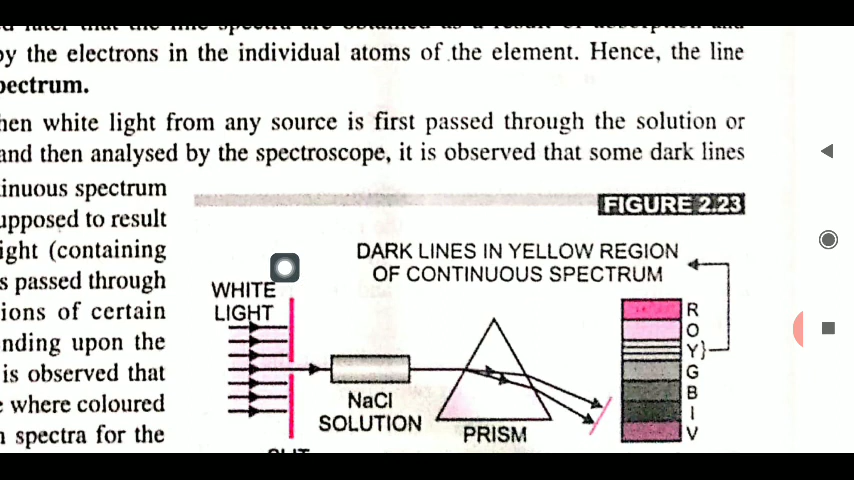 by the electrons in the individual atoms of the element. Hence, the line
pectrum.
hen white light from any source is first passed through the solution or
and then analysed by the spectroscope, it is observed that some dark lines
inuous spectrum
upposed to result
ight (containing
s passed through
ions of certain
nding upon the
is observed that
e where coloured
n spectra for the
FIGURE 2.23
DARK LINES IN YELLOW REGION
OF CONTINUOUS SPECTRUM
WHITE
LIGHT
NaCl
SOLUTION
PRISM
R
O
Y}
G
B
I
V